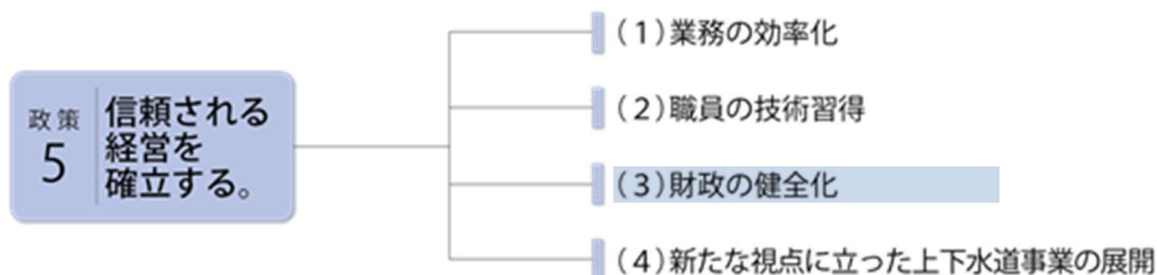 政策
5
信頼される
経営を
確立する。
（1）業務の効率化
（2）職員の技術習得
（3）財政の健全化
（4）新たな視点に立った上下水道事業の展開